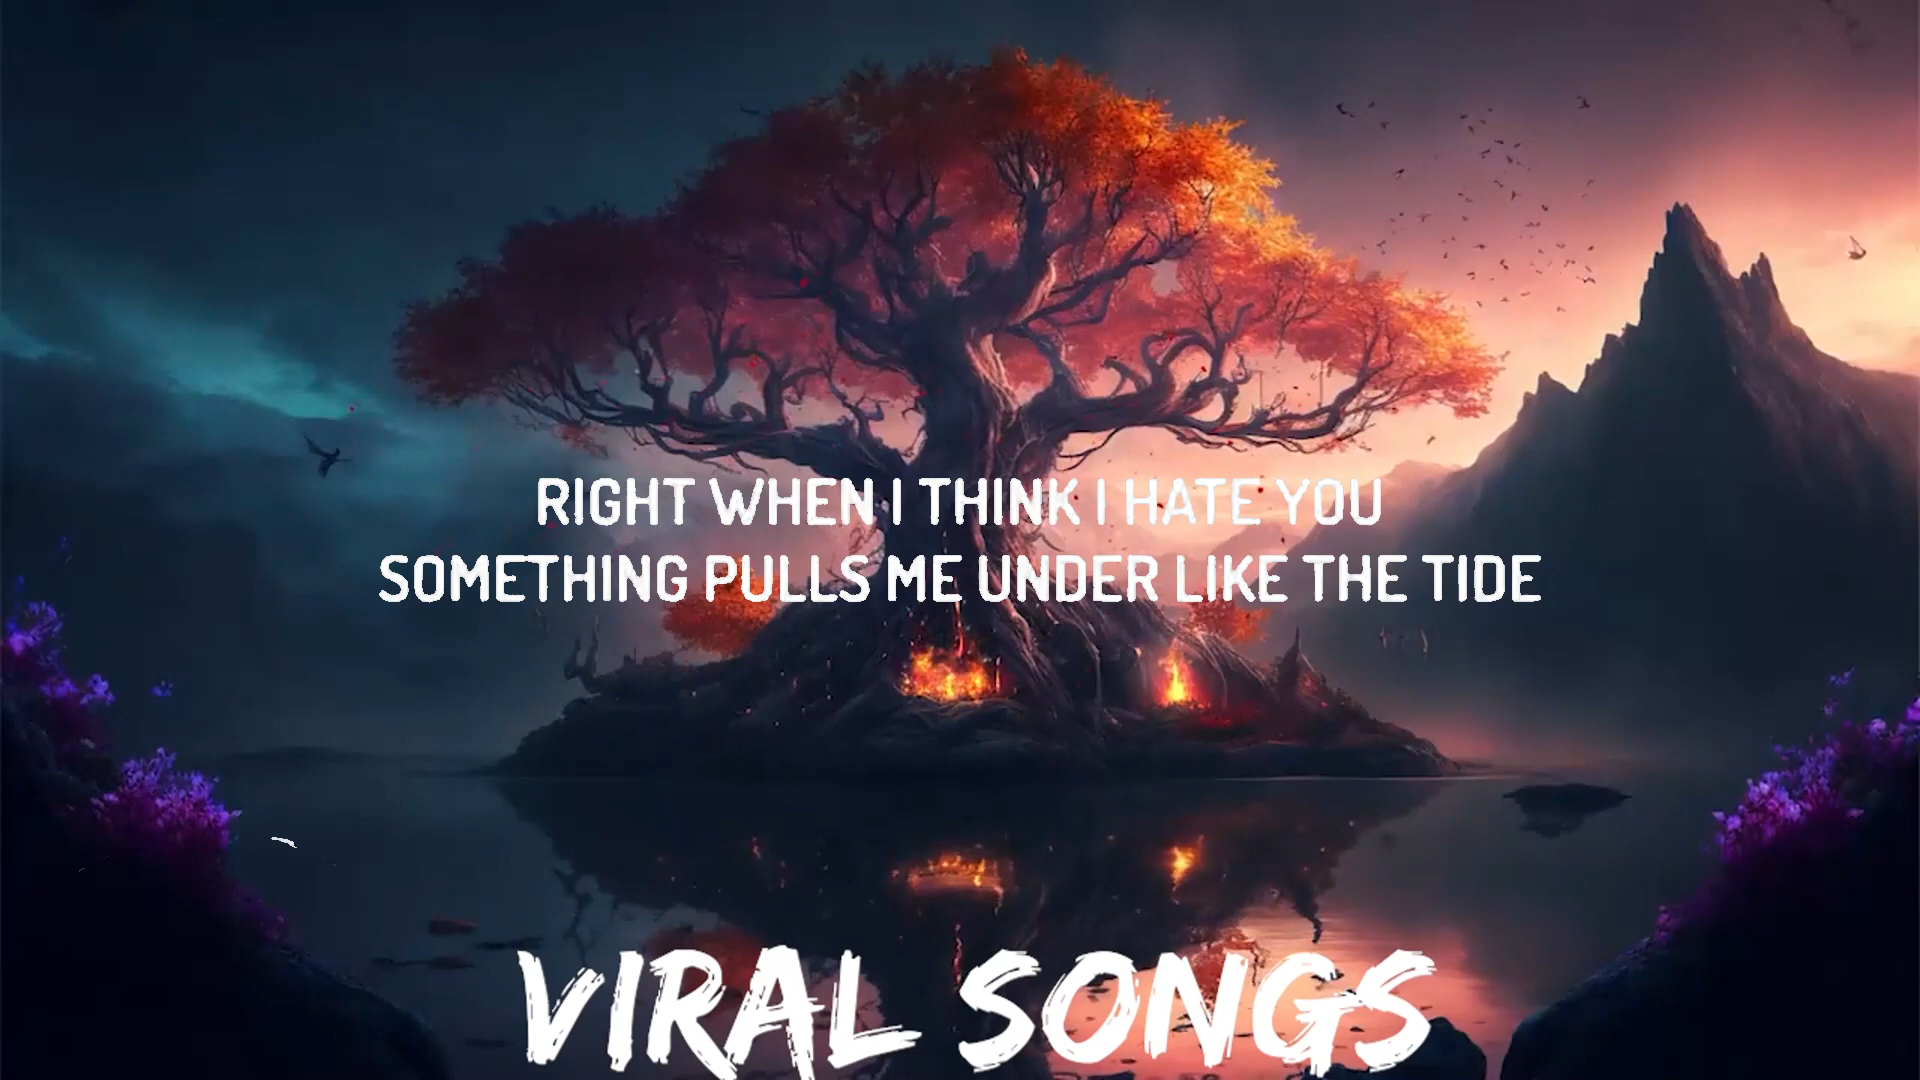 RIGHT WHEN I THINK I HATE YOU
SOMETHING PULLS ME UNDER LIKE THE TIDE
VIRAL SONGS